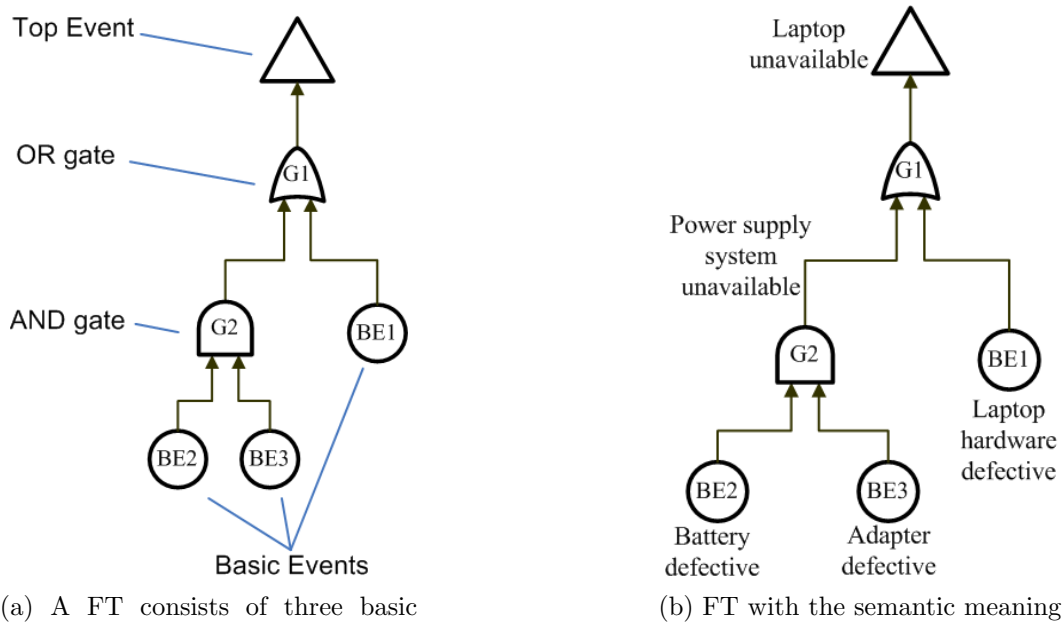 Top Event
OR gate
G1
AND gate
G2
BE1
BE2
BE3
Basic Events
(a) A FT consists of three basic
Laptop
unavailable
G1
Power supply
system
unavailable
G2
BE1
Laptop
hardware
defective
BE2
BE3
Battery
defective
Adapter
defective
(b) FT with the semantic meaning